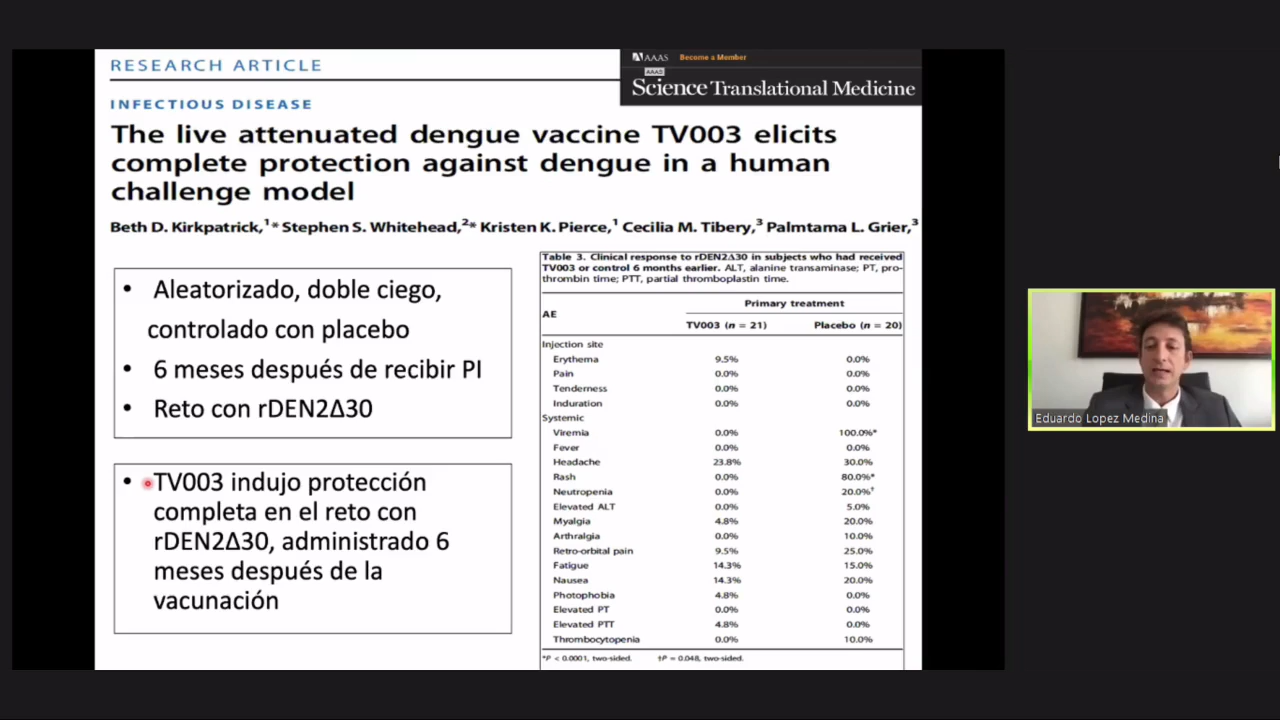 RESEARCH ARTICLE
AAAS Become a Member
AAAS
Science Translational Medicine
INFECTIOUS DISEASE
The live attenuated dengue vaccine TV003 elicits
complete protection against dengue in a human
challenge model
Beth D. Kirkpatrick,¹* Stephen S. Whitehead,²* Kristen K. Pierce,¹ Cecilia M. Tibery,³ Palmtama L. Grier,³
• Aleatorizado, doble ciego,
controlado con placebo
• 6 meses después de recibir PI
• Reto con rDEN2Δ30
• TV003 indujo protección
completa en el reto con
rDEN2Δ30, administrado 6
meses después de la
vacunación
Table 3. Clinical response to rDEN2Δ30 in subjects who had received
TV003 or control 6 months earlier. ALT, alanine transaminase; PT, pro-
thrombin time; PTT, partial thromboplastin time.
Primary treatment
AE
TV003 (n = 21) Placebo (n = 20)
Injection site
Erythema 9.5% 0.0%
Pain 0.0% 0.0%
Tenderness 0.0% 0.0%
Induration 0.0% 0.0%
Systemic
Viremia 0.0% 100.0%*
Fever 0.0% 0.0%
Headache 23.8% 30.0%
Rash 0.0% 80.0%*
Neutropenia 0.0% 20.0%†
Elevated ALT 0.0% 5.0%
Myalgia 4.8% 20.0%
Arthralgia 0.0% 10.0%
Retro-orbital pain 9.5% 25.0%
Fatigue 14.3% 15.0%
Nausea 14.3% 20.0%
Photophobia 4.8% 0.0%
Elevated PT 0.0% 0.0%
Elevated PTT 4.8% 0.0%
Thrombocytopenia 0.0% 10.0%
*P < 0.0001, two-sided. †P = 0.048, two-sided.
Eduardo Lopez Medina